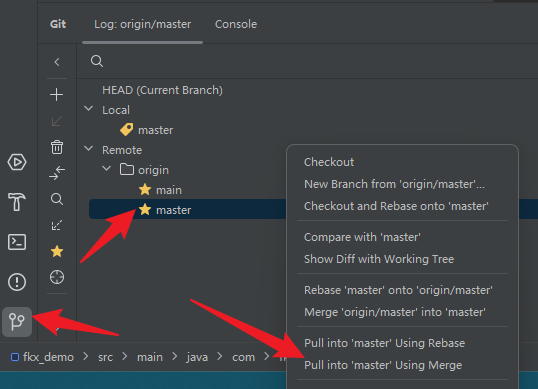 Git
Log: origin/master
Console
HEAD (Current Branch)
Local
master
Remote
origin
main
master
Checkout
New Branch from 'origin/master'...
Checkout and Rebase onto 'master'
Compare with 'master'
Show Diff with Working Tree
Rebase 'master' onto 'origin/master'
Merge 'origin/master' into 'master'
Pull into 'master' Using Rebase
Pull into 'master' Using Merge
fkx_demo > src > main > java > com >